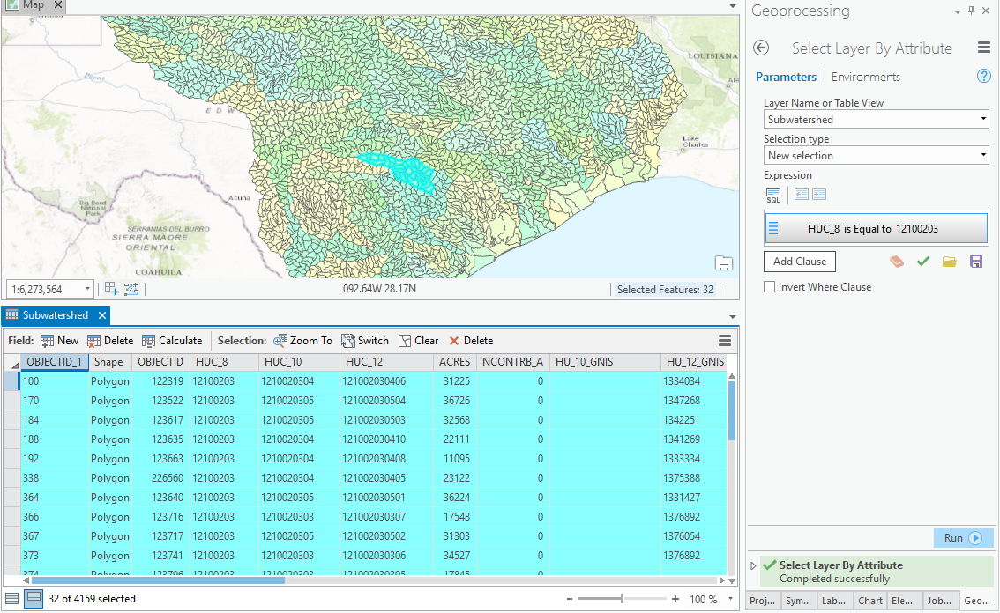 Map
LOUISIANA
Pecos
EDW
Lake
Charles
Acuña
Big Bend
National
Park
SERRANIAS DEL BURRO
SIERRA MADRE
ORIENTAL
COAHUILA
1:6,273,564
092.64W 28.17N
Selected Features: 32
Subwatershed
Field: New Delete Calculate Selection: Zoom To Switch Clear Delete
OBJECTID_1 Shape OBJECTID HUC_8 HUC_10 HUC_12 ACRES NCONTRB_A HU_10_GNIS HU_12_GNIS
100 Polygon 122319 12100203 1210020304 121002030406 31225 0 1334034
170 Polygon 123522 12100203 1210020305 121002030504 36726 0 1347268
184 Polygon 123617 12100203 1210020305 121002030503 32568 0 1342251
188 Polygon 123635 12100203 1210020304 121002030410 22111 0 1341269
192 Polygon 123663 12100203 1210020304 121002030408 11095 0 1333334
338 Polygon 226560 12100203 1210020304 121002030405 23122 0 1375388
364 Polygon 123640 12100203 1210020305 121002030501 36224 0 1331427
366 Polygon 123716 12100203 1210020303 121002030307 17548 0 1376892
367 Polygon 123717 12100203 1210020305 121002030502 31303 0 1376054
373 Polygon 123741 12100203 1210020303 121002030306 34527 0 1376892
374 Polygon 123796 12100203 1210020303 121002030305 17845 0
32 of 4159 selected
100 %
Geoprocessing
Select Layer By Attribute
Parameters Environments
Layer Name or Table View
Subwatershed
Selection type
New selection
Expression
SQL
HUC_8 is Equal to 12100203
Add Clause
Invert Where Clause
Run
Select Layer By Attribute
Completed successfully
Proj... Sym... Lab... Chart Ele... Job... Geo...